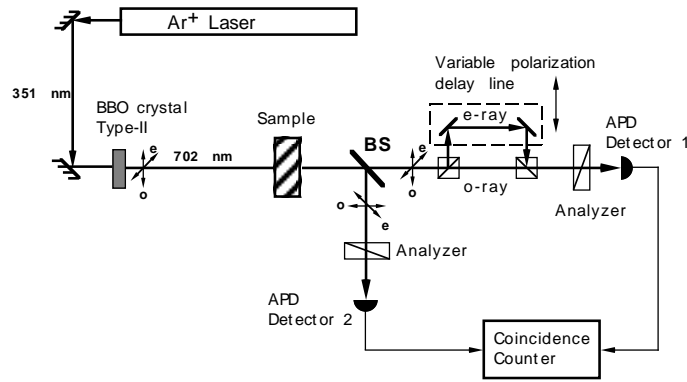 Ar+ Laser
351 nm
BBO crystal
Type-II
e
o
702 nm
Sample
BS
o
e
Analyzer
APD
Detector 2
e
o
Variable polarization
delay line
e-ray
o-ray
APD
Detector 1
Analyzer
Coincidence
Counter